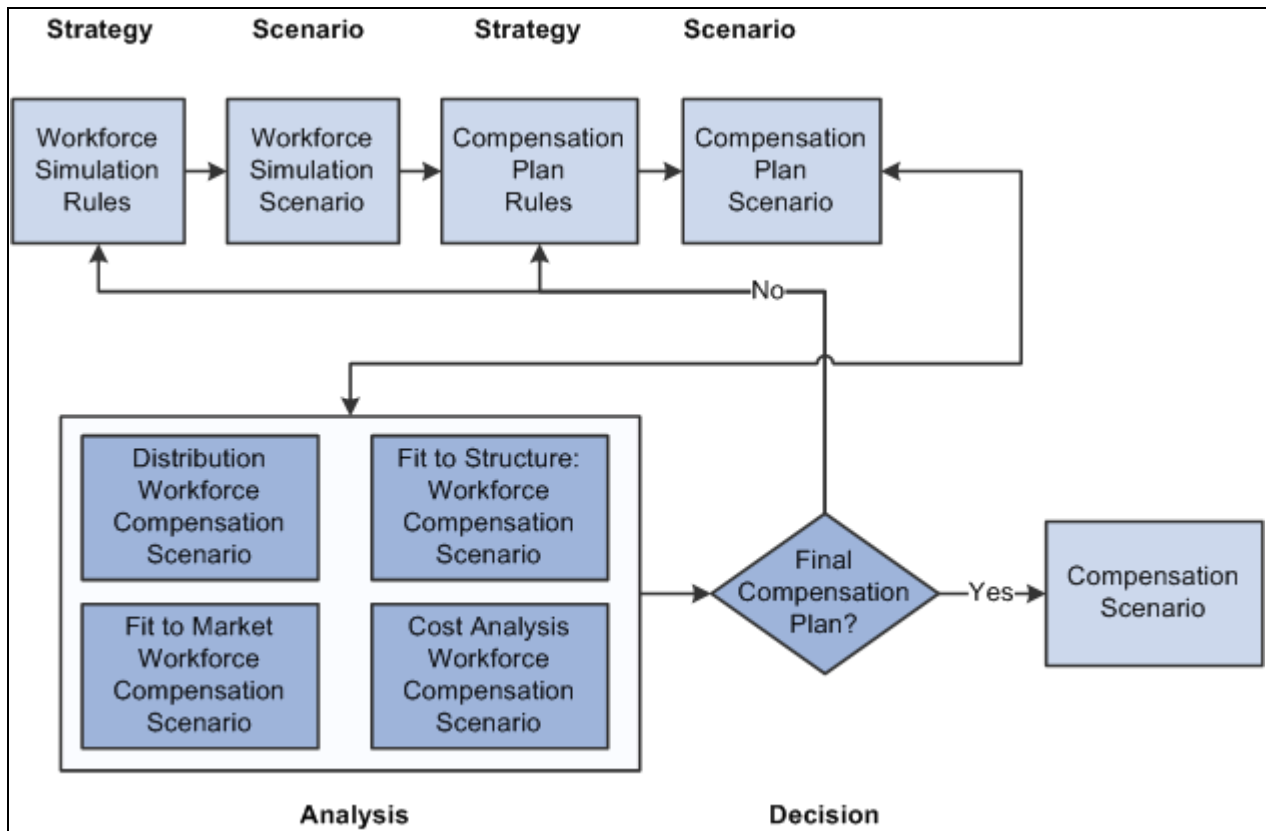 Strategy
Scenario
Strategy
Scenario
Workforce
Simulation
Rules
Workforce
Simulation
Scenario
Compensation
Plan
Rules
Compensation
Plan
Scenario
No
Distribution
Workforce
Compensation
Scenario
Fit to Structure:
Workforce
Compensation
Scenario
Fit to Market
Workforce
Compensation
Scenario
Cost Analysis
Workforce
Compensation
Scenario
Final
Compensation
Plan?
Yes
Compensation
Scenario
Analysis
Decision